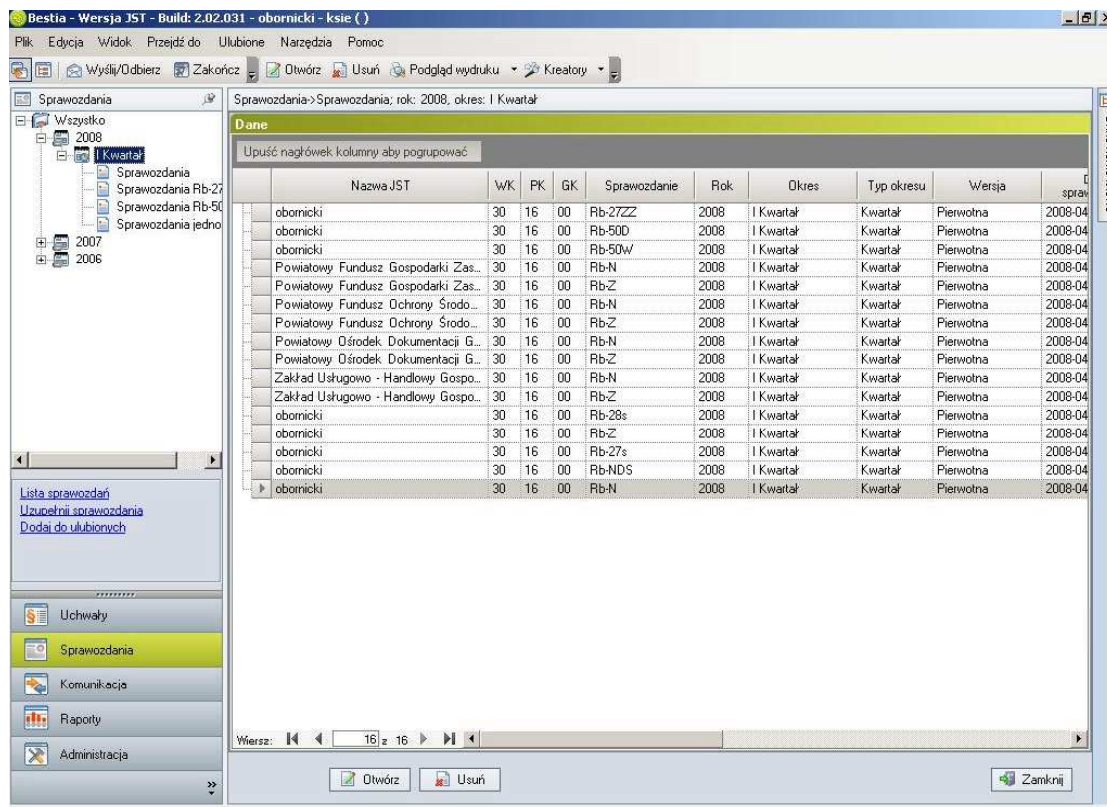 Bestia - Wersja JST - Build: 2.02.031 - obornicki - ksie ( )
Plik Edycja Widok Przejdź do Ulubione Narzędzia Pomoc
Wyślij/Odbierz Zakończ Otwórz Usuń Podgląd wydruku Kreatory
Sprawozdania
Wszystko
2008
I Kwartał
Sprawozdania
Sprawozdania Rb-27
Sprawozdania Rb-50
Sprawozdania jedno
2007
2006
Lista sprawozdań
Uzupełnij sprawozdania
Dodaj do ulubionych
Uchwały
Sprawozdania
Komunikacja
Raporty
Administracja
Sprawozdania->Sprawozdania; rok: 2008, okres: I Kwartał
Dane
Upuść nagłówek kolumny aby pogrupować
Nazwa JST WK PK GK Sprawozdanie Rok Okres Typ okresu Wersja
obornicki 30 16 00 Rb-27ZZ 2008 I Kwartał Kwartał Pierwotna 2008-04
obornicki 30 16 00 Rb-50D 2008 I Kwartał Kwartał Pierwotna 2008-04
obornicki 30 16 00 Rb-50W 2008 I Kwartał Kwartał Pierwotna 2008-04
Powiatowy Fundusz Gospodarki Zas... 30 16 00 Rb-N 2008 I Kwartał Kwartał Pierwotna 2008-04
Powiatowy Fundusz Gospodarki Zas... 30 16 00 Rb-Z 2008 I Kwartał Kwartał Pierwotna 2008-04
Powiatowy Fundusz Ochrony Środo... 30 16 00 Rb-N 2008 I Kwartał Kwartał Pierwotna 2008-04
Powiatowy Fundusz Ochrony Środo... 30 16 00 Rb-Z 2008 I Kwartał Kwartał Pierwotna 2008-04
Powiatowy Ośrodek Dokumentacji G... 30 16 00 Rb-N 2008 I Kwartał Kwartał Pierwotna 2008-04
Powiatowy Ośrodek Dokumentacji G... 30 16 00 Rb-Z 2008 I Kwartał Kwartał Pierwotna 2008-04
Zakład Usługowo - Handlowy Gospo... 30 16 00 Rb-N 2008 I Kwartał Kwartał Pierwotna 2008-04
Zakład Usługowo - Handlowy Gospo... 30 16 00 Rb-Z 2008 I Kwartał Kwartał Pierwotna 2008-04
obornicki 30 16 00 Rb-28s 2008 I Kwartał Kwartał Pierwotna 2008-04
obornicki 30 16 00 Rb-Z 2008 I Kwartał Kwartał Pierwotna 2008-04
obornicki 30 16 00 Rb-27s 2008 I Kwartał Kwartał Pierwotna 2008-04
obornicki 30 16 00 Rb-NDS 2008 I Kwartał Kwartał Pierwotna 2008-04
obornicki 30 16 00 Rb-N 2008 I Kwartał Kwartał Pierwotna 2008-04
Wiersz: 16 z 16
Otwórz Usuń Zamknij